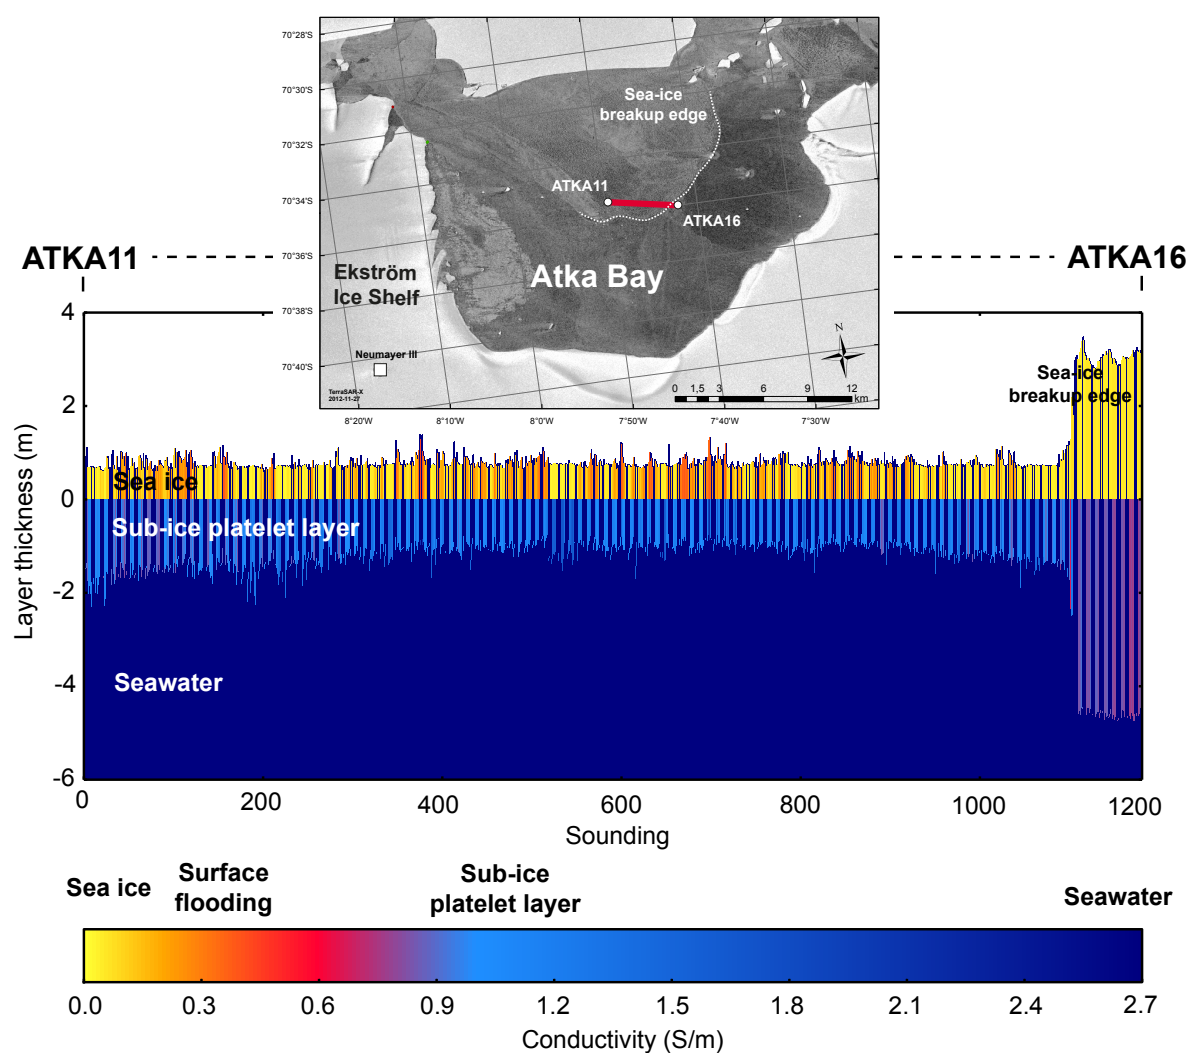 70°28'S
70°30'S
70°32'S
70°34'S
70°36'S
70°38'S
70°40'S
Sea-ice
breakup edge
ATKA11
ATKA16
Ekström
Ice Shelf
Atka Bay
Neumayer III
N
TerraSAR-X
2012-11-27
0 1,5 3 6 9 12
km
8°20'W 8°10'W 8°0'W 7°50'W 7°40'W 7°30'W
ATKA11
ATKA16
4
2
0
-2
-4
-6
Layer thickness (m)
Sea-ice
breakup edge
Sea ice
Sub-ice platelet layer
Seawater
0 200 400 600 800 1000 1200
Sounding
Sea ice
Surface
flooding
Sub-ice
platelet layer
Seawater
0.0 0.3 0.6 0.9 1.2 1.5 1.8 2.1 2.4 2.7
Conductivity (S/m)